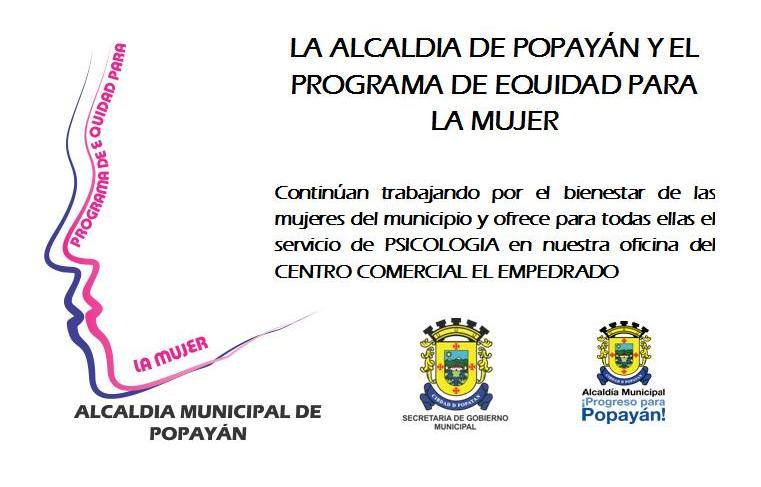 LA ALCALDIA DE POPAYÁN Y EL
PROGRAMA DE EQUIDAD PARA
LA MUJER
Continúan trabajando por el bienestar de las
mujeres del municipio y ofrece para todas ellas el
servicio de PSICOLOGIA en nuestra oficina del
CENTRO COMERCIAL EL EMPEDRADO
PROGRAMA DE E QUIDAD PARA
LA MUJER
ALCALDIA MUNICIPAL DE
POPAYÁN
CIUDAD D POPAYÁN
SECRETARIA DE GOBIERNO
MUNICIPAL
CIUDAD D POPAYÁN
Alcaldía Municipal
¡Progreso para
Popayán!